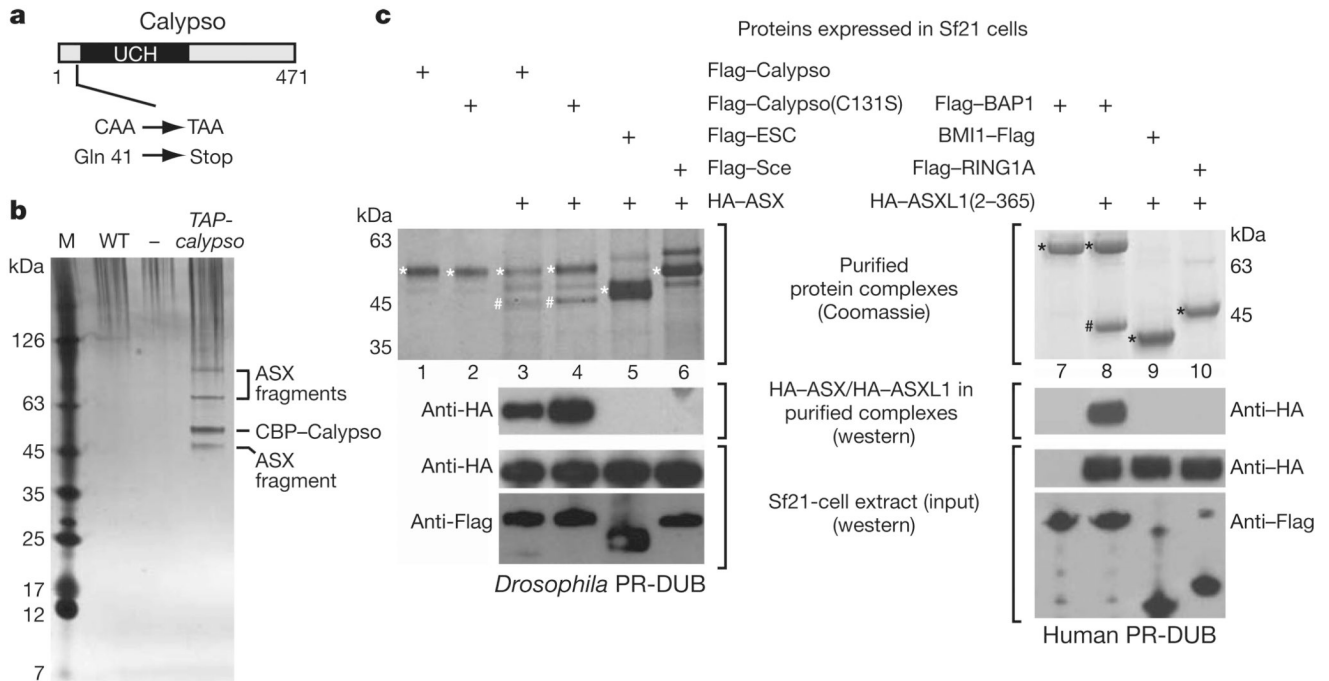 a
Calypso
UCH
1 471
CAA TAA
Gln 41 Stop
b
M WT – TAP-calypso
kDa
126
63
45
35
25
17
12
7
ASX fragments
CBP–Calypso
ASX fragment
c
Proteins expressed in Sf21 cells
+ + Flag–Calypso
+ + Flag–Calypso(C131S) Flag–BAP1 + +
+ Flag–ESC BMI1–Flag +
+ Flag–Sce Flag–RING1A +
+ + + + HA–ASX HA–ASXL1(2–365) + + +
kDa
63
45
35
* * * * * *
# #
Purified
protein complexes
(Coomassie)
* * * *
#
kDa
63
45
1 2 3 4 5 6
7 8 9 10
Anti-HA
HA–ASX/HA–ASXL1 in
purified complexes
(western)
Anti–HA
Anti-HA
Anti–HA
Anti-Flag
Sf21-cell extract (input)
(western)
Anti–Flag
Drosophila PR-DUB
Human PR-DUB